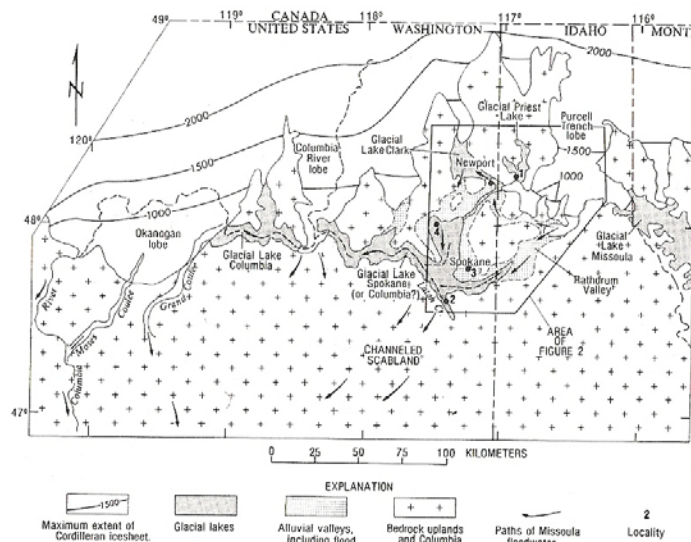 119° CANADA 118° 117° 116°
49° UNITED STATES WASHINGTON IDAHO MONT
2000
N
Glacial Priest
Lake
Purcell
Trench
lobe
120°
2000
Glacial
Lake Clark
Columbia
River
lobe
1500
Newport
1
1500
1000
48°
1000
Okanogan
lobe
4
Glacial
Lake
Missoula
Spokane
3
Glacial Lake
Columbia
Glacial Lake
Spokane
(or Columbia?)
2
Rathdrum
Valley
River
Moses Coulee
Grand Coulee
AREA
OF
FIGURE 2
CHANNELED
SCABLAND
Columbia
47°
0 25 50 75 100 KILOMETERS
EXPLANATION
1500
2
Maximum extent of
Cordilleran icesheet.
Glacial lakes
Alluvial valleys,
including flood
Bedrock uplands
and Columbia
Paths of Missoula
floodwater
Locality